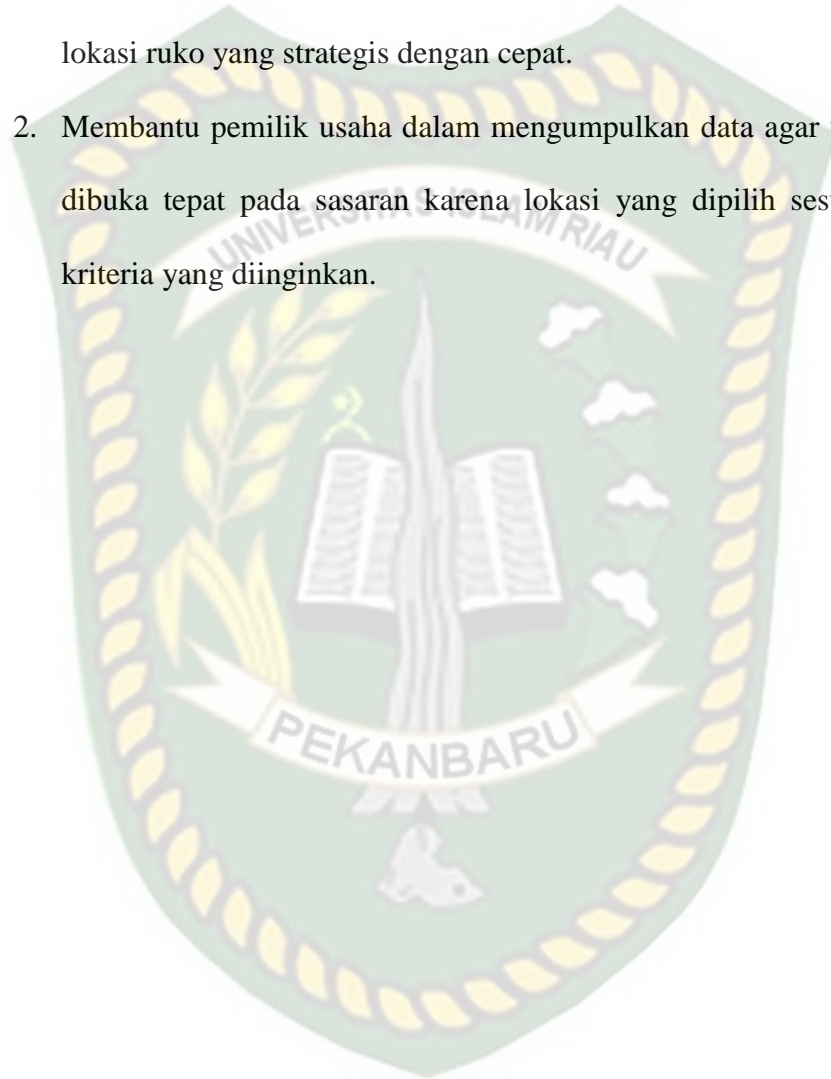 lokasi ruko yang strategis dengan cepat.
2. Membantu pemilik usaha dalam mengumpulkan data agar
dibuka tepat pada sasaran karena lokasi yang dipilih
kriteria yang diinginkan.
UNIVERSITAS ISLAM RIAU
PEKANBARU